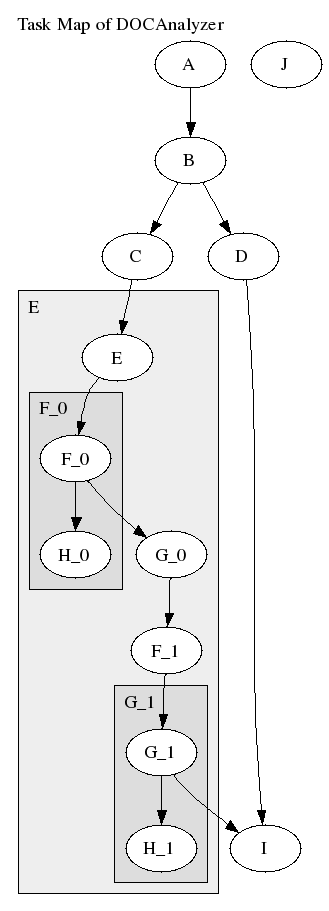 Task Map of DOCAnalyzer
A J
B
C D
E
E
F_0
F_0
H_0 G_0
F_1
G_1
G_1
H_1 I